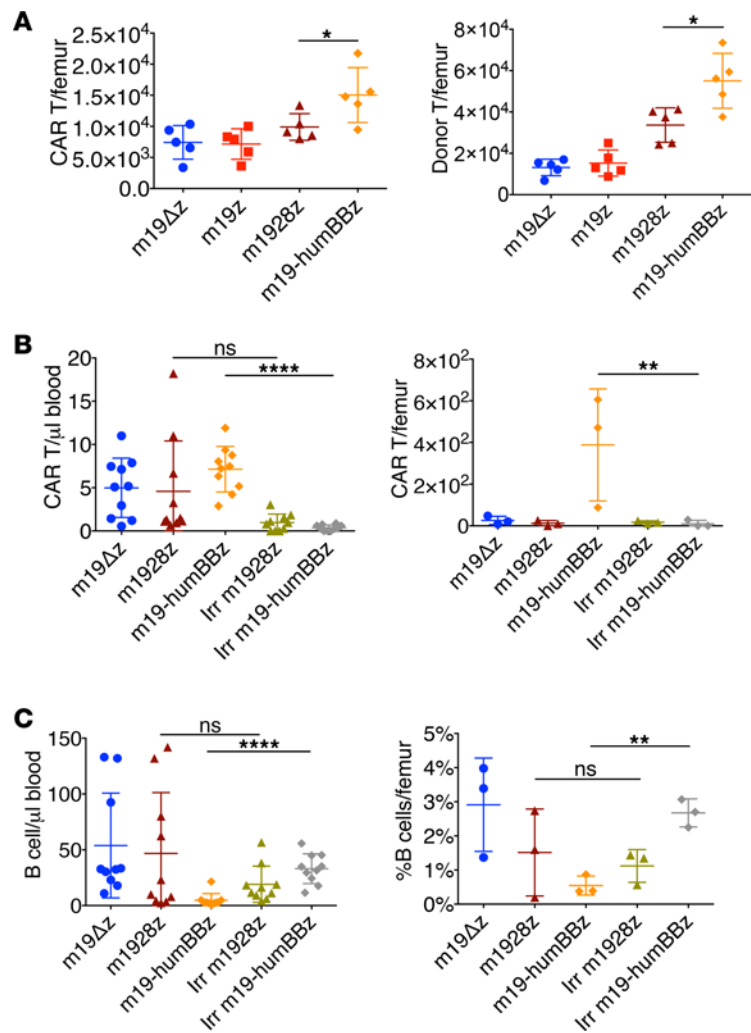 A
CAR T/femur
2.5×10⁴
2.0×10⁴
1.5×10⁴
1.0×10⁴
5.0×10³
0.0
*
m19Δz
m19z
m1928z
m19-humBBz
Donor T/femur
8×10⁴
6×10⁴
4×10⁴
2×10⁴
0
*
m19Δz
m19z
m1928z
m19-humBBz
B
CAR T/µl blood
20
15
10
5
0
ns
****
m19Δz
m1928z
m19-humBBz
Irr m1928z
Irr m19-humBBz
CAR T/femur
8×10²
6×10²
4×10²
2×10²
0
**
m19Δz
m1928z
m19-humBBz
Irr m1928z
Irr m19-humBBz
C
B cell/µl blood
150
100
50
0
ns
****
m19Δz
m1928z
m19-humBBz
Irr m1928z
Irr m19-humBBz
%B cells/femur
5%
4%
3%
2%
1%
0%
ns
**
m19Δz
m1928z
m19-humBBz
Irr m1928z
Irr m19-humBBz